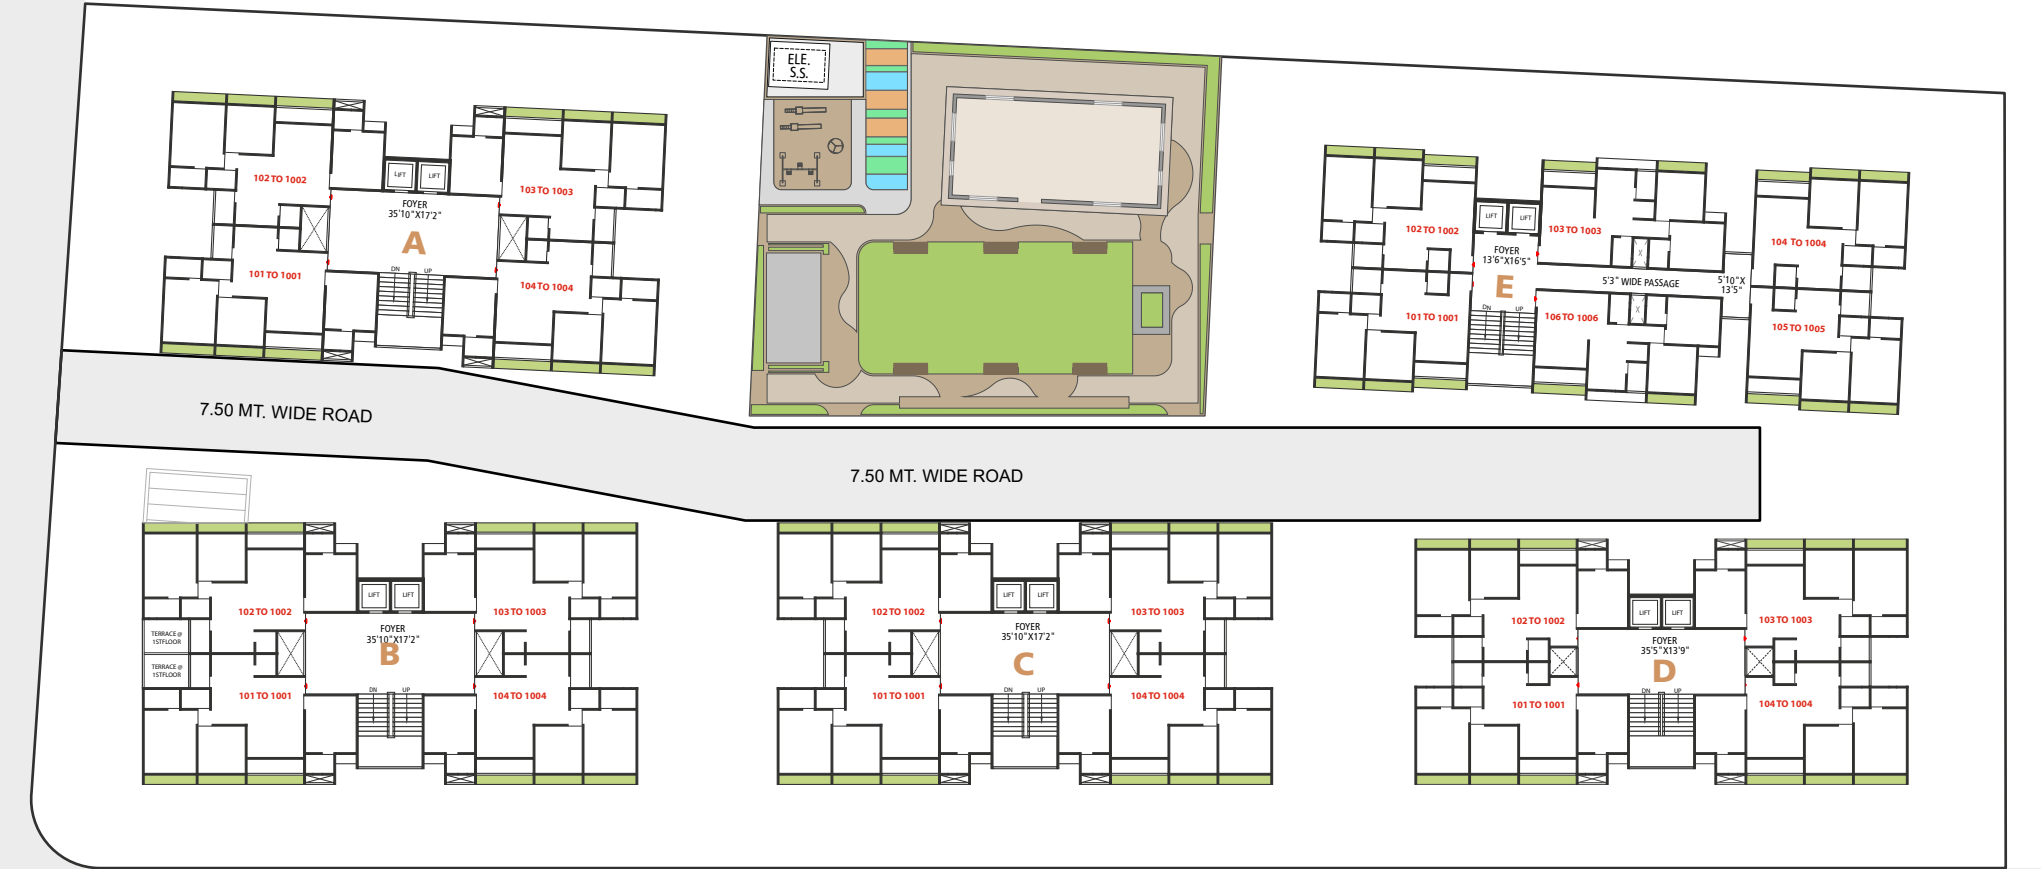 ELE.
S.S.
102 TO 1002
LIFT
LIFT
103 TO 1003
FOYER
35'10"X17'2"
A
101 TO 1001
DN
UP
104 TO 1004
102 TO 1002
LIFT
LIFT
103 TO 1003
104 TO 1004
FOYER
13'6"X16'5"
E
5'3" WIDE PASSAGE
5'10"X
13'5"
101 TO 1001
DN
UP
106 TO 1006
105 TO 1005
7.50 MT. WIDE ROAD
7.50 MT. WIDE ROAD
LIFT
LIFT
102 TO 1002
103 TO 1003
TERRACE @
1STFLOOR
FOYER
35'10"X17'2"
B
TERRACE @
1STFLOOR
101 TO 1001
DN
UP
104 TO 1004
LIFT
LIFT
102 TO 1002
103 TO 1003
FOYER
35'10"X17'2"
C
101 TO 1001
DN
UP
104 TO 1004
LIFT
LIFT
102 TO 1002
103 TO 1003
FOYER
35'5"X13'9"
D
101 TO 1001
DN
UP
104 TO 1004